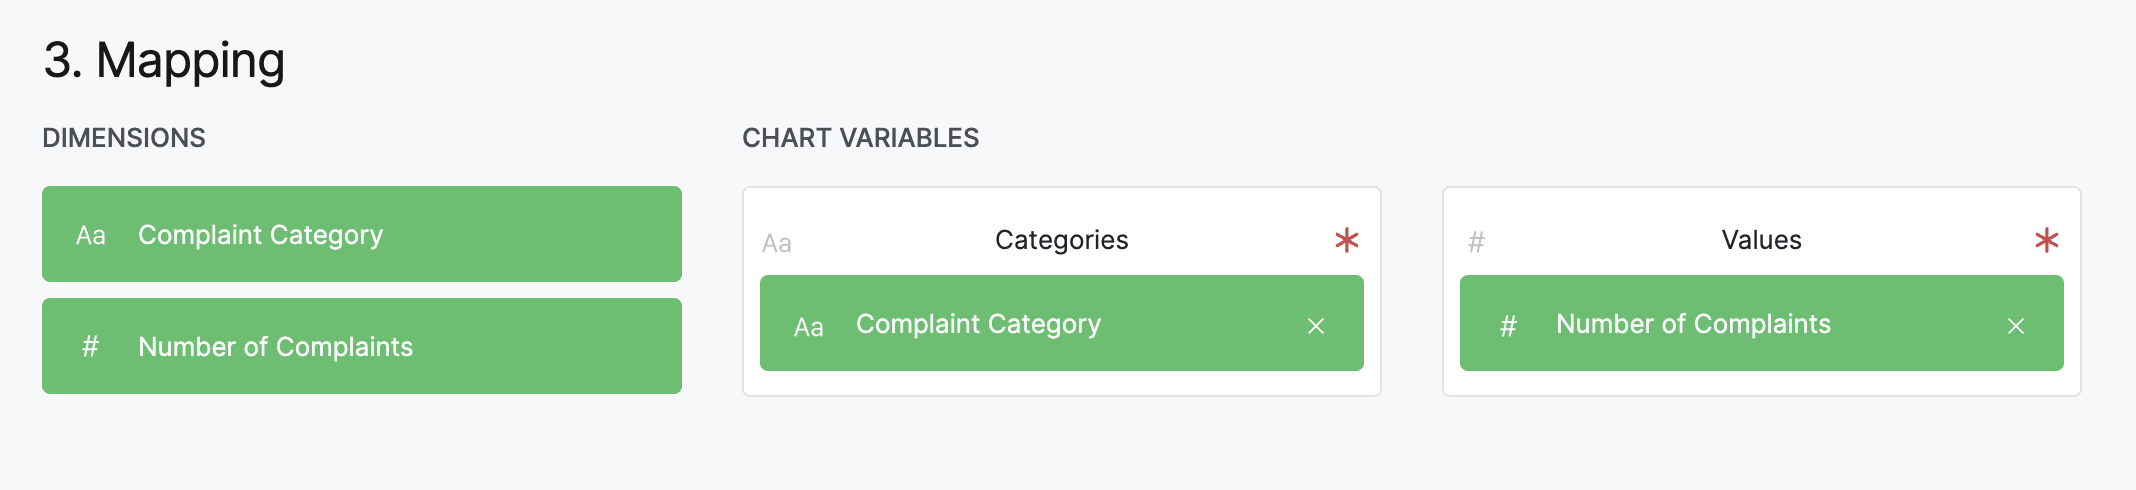 3. Mapping
DIMENSIONS
Aa Complaint Category
# Number of Complaints
CHART VARIABLES
Aa Categories *
Aa Complaint Category ×
# Values *
# Number of Complaints ×